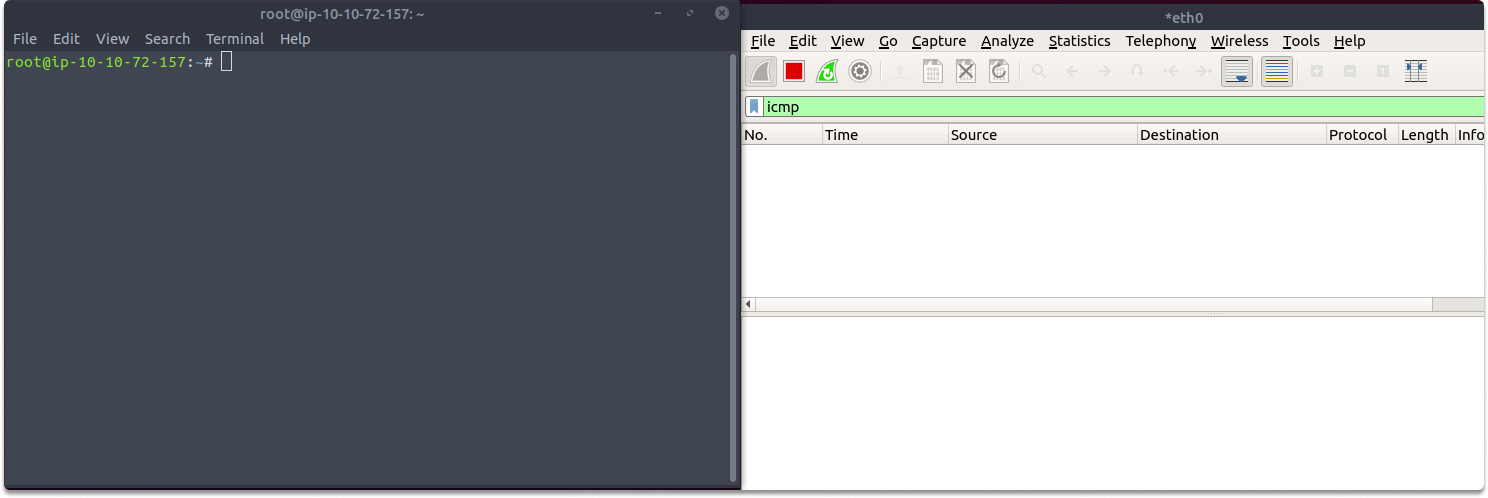 root@ip-10-10-72-157: ~
File Edit View Search Terminal Help
root@ip-10-10-72-157:~#
*eth0
File Edit View Go Capture Analyze Statistics Telephony Wireless Tools Help
icmp
No. Time Source Destination Protocol Length Info